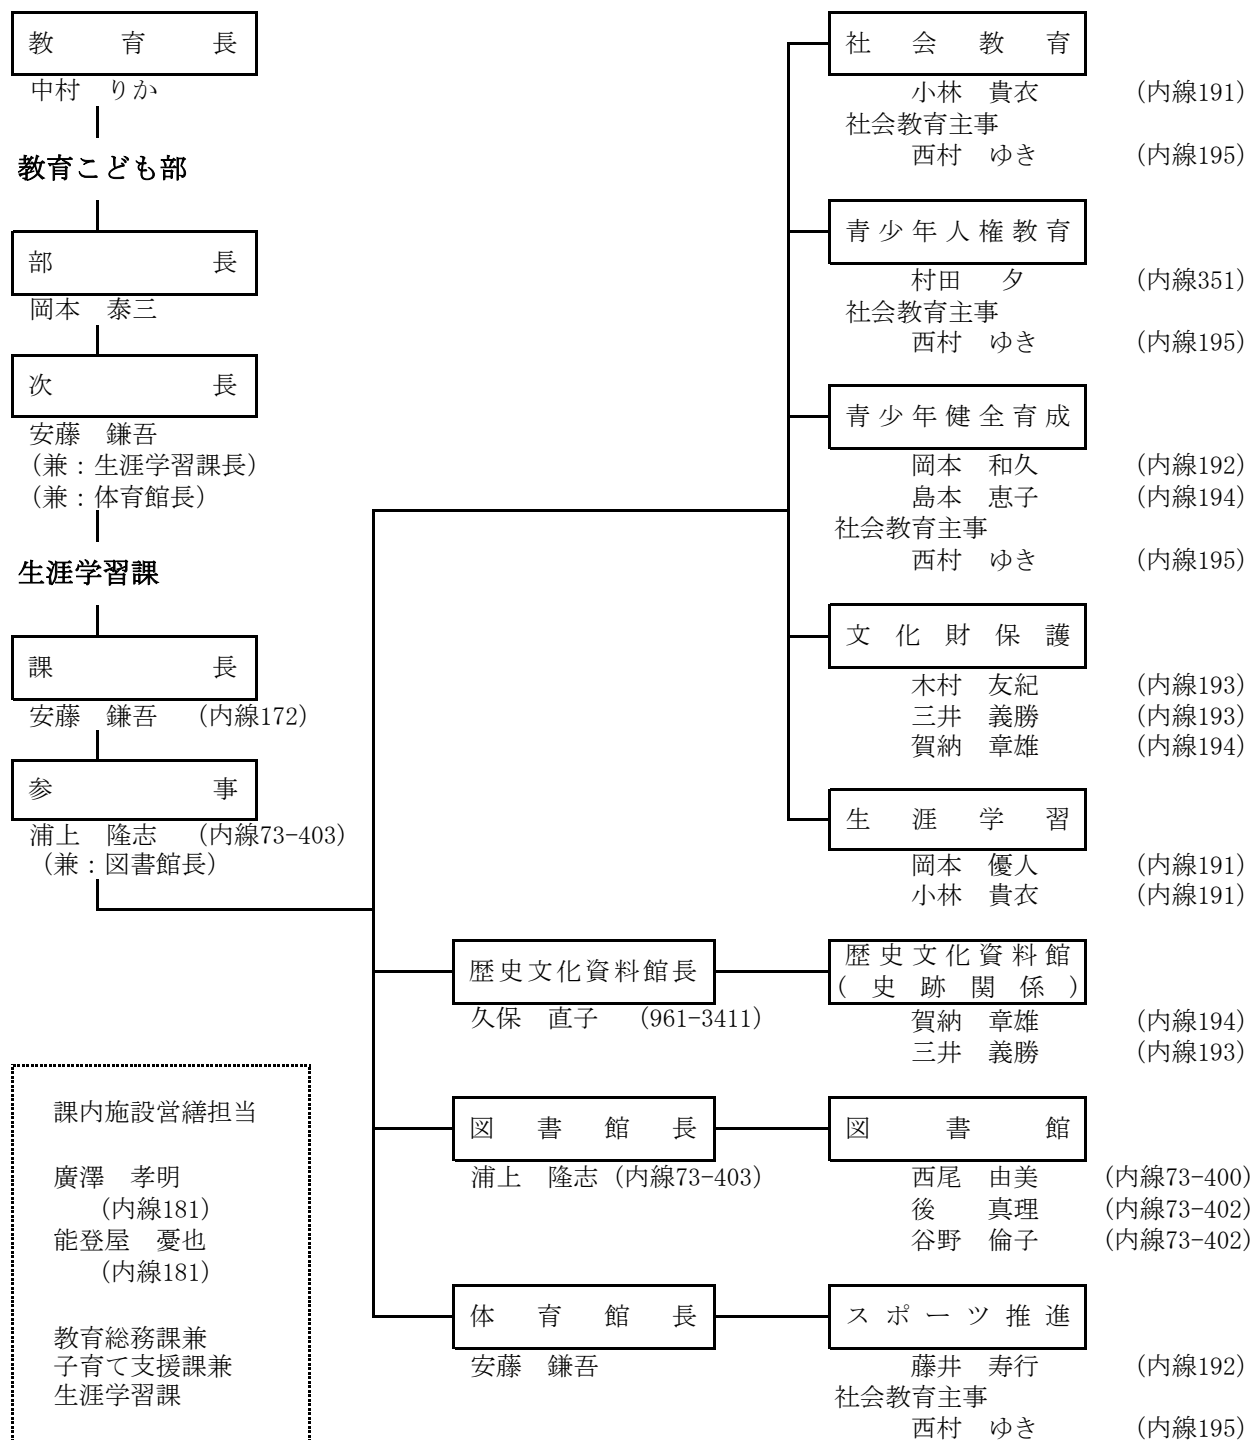 教育長
中村 りか
教育こども部
部長
岡本 泰三
次長
安藤 鎌吾
(兼：生涯学習課長)
(兼：体育館長)
生涯学習課
課長
安藤 鎌吾 (内線172)
参事
浦上 隆志 (内線73-403)
(兼：図書館長)
社会教育
小林 貴衣 (内線191)
社会教育主事
西村 ゆき (内線195)
青少年人権教育
村田 夕 (内線351)
社会教育主事
西村 ゆき (内線195)
青少年健全育成
岡本 和久 (内線192)
島本 恵子 (内線194)
社会教育主事
西村 ゆき (内線195)
文化財保護
木村 友紀 (内線193)
三井 義勝 (内線193)
賀納 章雄 (内線194)
生涯学習
岡本 優人 (内線191)
小林 貴衣 (内線191)
歴史文化資料館長
久保 直子 (961-3411)
歴史文化資料館
(史跡関係)
賀納 章雄 (内線194)
三井 義勝 (内線193)
図書館長
浦上 隆志 (内線73-403)
図書館
西尾 由美 (内線73-400)
後 真理 (内線73-402)
谷野 倫子 (内線73-402)
体育館長
安藤 鎌吾
スポーツ推進
藤井 寿行 (内線192)
社会教育主事
西村 ゆき (内線195)
課内施設営繕担当
廣澤 孝明
(内線181)
能登屋 憂也
(内線181)
教育総務課兼
子育て支援課兼
生涯学習課